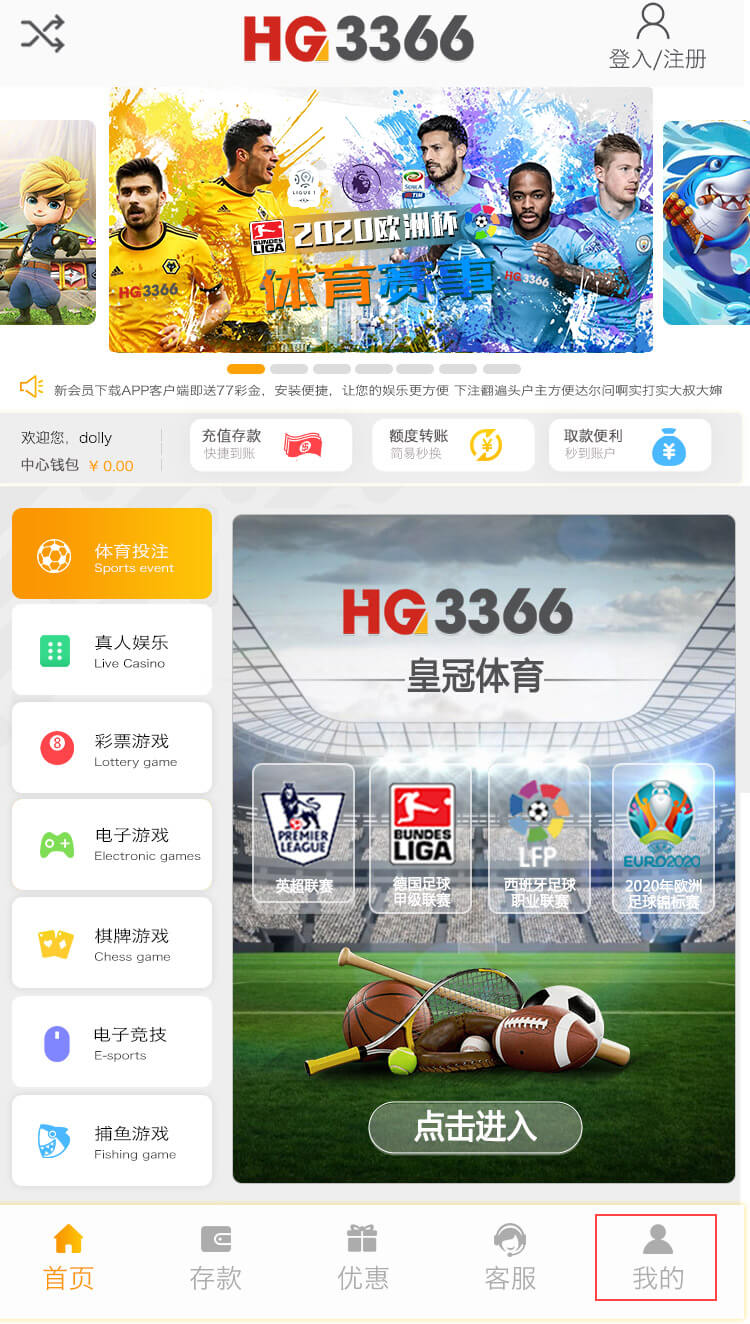 HG3366
登入/注册
LIGUE 1
SERIE A
TIM
BUNDES
LIGA
2020欧洲杯
体育赛事
HG3366
HG3366
新会员下载APP客户端即送77彩金，安装便捷，让您的娱乐更方便 下注翻遍头户主方便达尔问啊实打实大叔大婶
欢迎您，dolly
中心钱包 ￥0.00
充值存款
快捷到账
额度转账
简易秒换
取款便利
秒到账户
体育投注
Sports event
真人娱乐
Live Casino
彩票游戏
Lottery game
电子游戏
Electronic games
棋牌游戏
Chess game
电子竞技
E-sports
捕鱼游戏
Fishing game
HG3366
皇冠体育
PREMIER
LEAGUE
英超联赛
BUNDES
LIGA
德国足球
甲级联赛
LFP
西班牙足球
职业联赛
EURO2020
2020年欧洲
足球锦标赛
点击进入
首页
存款
优惠
客服
我的